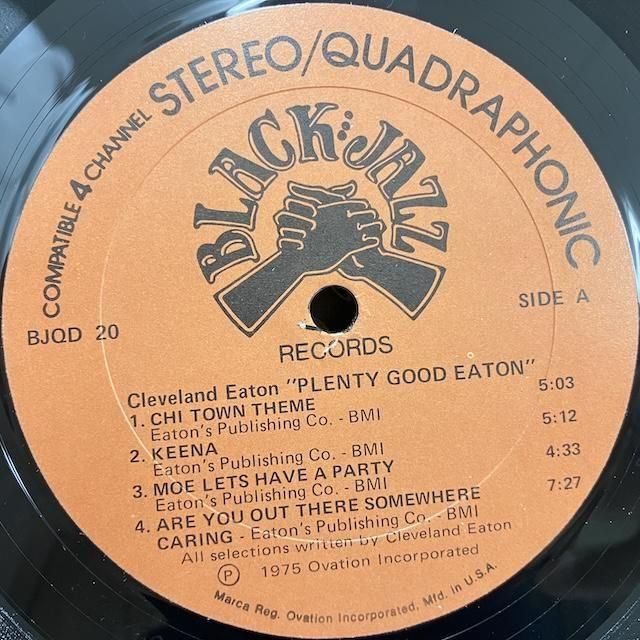 COMPATIBLE 4 CHANNEL STEREO/QUADRAPHONIC
BLACK JAZZ
RECORDS
BJQD 20
SIDE A
Cleveland Eaton "PLENTY GOOD EATON"
1. CHI TOWN THEME 5:03
Eaton's Publishing Co. - BMI
2. KEENA 5:12
Eaton's Publishing Co. - BMI
3. MOE LETS HAVE A PARTY 4:33
Eaton's Publishing Co. - BMI
4. ARE YOU OUT THERE SOMEWHERE 7:27
CARING - Eaton's Publishing Co. - BMI
All selections written by Cleveland Eaton
Ⓟ 1975 Ovation Incorporated
Marca Reg. Ovation Incorporated, Mfd. in U.S.A.